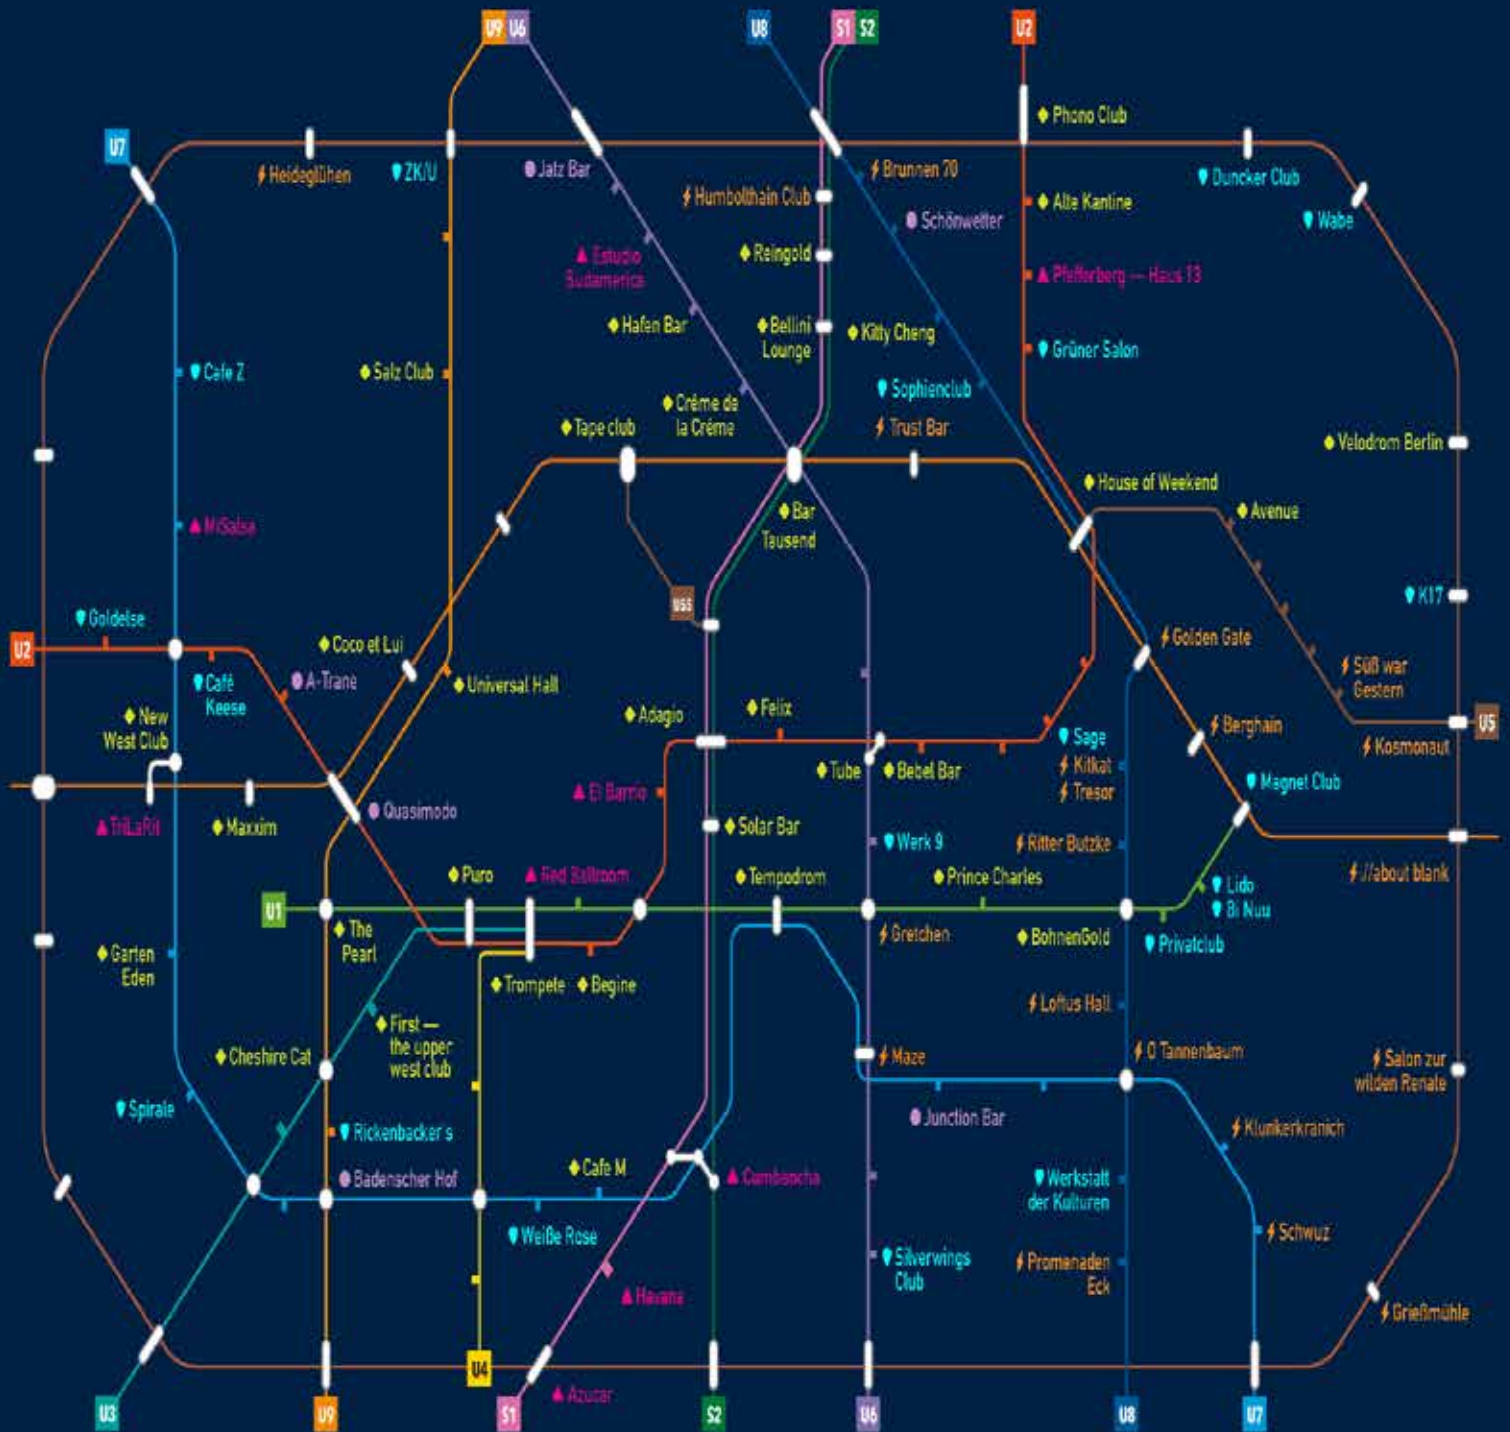 U9 U6
U8
S1 S2
U2
Phono Club
U7
Heideglühen
ZK/U
Jatz Bar
Brunnen 70
Duncker Club
Humbolthain Club
Alte Kantine
Schönwetter
Wabe
Reingold
Estudio
Sudamerica
Pfefferberg — Haus 13
Hafen Bar
Bellini
Lounge
Kitty Cheng
Grüner Salon
Cafe Z
Salz Club
Sophienclub
Créme de
la Créme
Tape club
Trust Bar
Velodrom Berlin
House of Weekend
Bar
Tausend
Avenue
MiSalsa
U55
K17
Goldelse
U2
Coco et Lui
Golden Gate
Café
Keese
A-Trane
Universal Hall
Süß war
Gestern
New
West Club
Adagio
Felix
Sage
Kitkat
Tresor
Berghain
U5
Kosmonaut
Tube
Bebel Bar
Magnet Club
El Barrio
Quasimodo
TriLaRit
Maxxim
Solar Bar
Werk 9
Ritter Butzke
//about blank
Puro
Red Ballroom
Tempodrom
Prince Charles
Lido
Bi Nuu
U1
The
Pearl
Gretchen
BohnenGold
Privatclub
Garten
Eden
Trompete
Begine
Loftus Hall
First —
the upper
west club
Cheshire Cat
Maze
O Tannenbaum
Salon zur
wilden Renate
Spirale
Rickenbacker's
Junction Bar
Klunkerkranich
Badenscher Hof
Cafe M
Cumbancha
Werkstatt
der Kulturen
Weiße Rose
Schwuz
Silverwings
Club
Promenaden
Eck
Havana
Grießmühle
U4
Azucar
U3
U9
S1
S2
U6
U8
U7